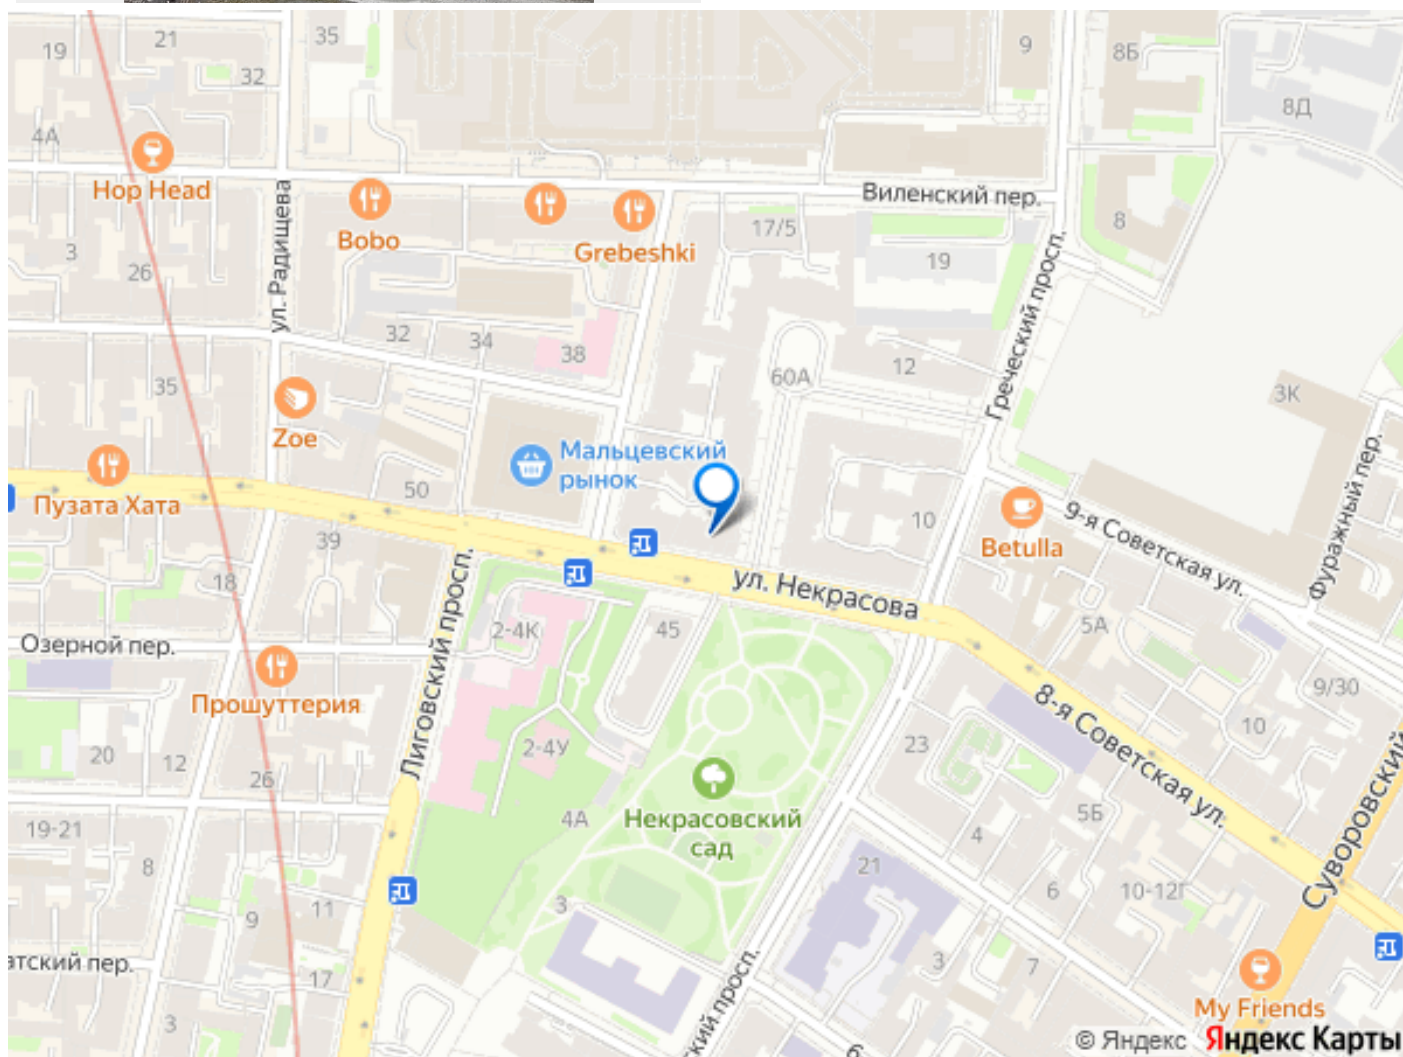 19
21
35
32
9
8Б
8Д
4А
Hop Head
ул. Радищева
Bobo
Grebeshki
Виленский пер.
17/5
8
3
26
19
Греческий просп.
32
34
38
12
60А
35
3К
Zoe
Мальцевский
рынок
Пузата Хата
50
39
10
Betulla
9-я Советская ул.
Фуражный пер.
18
ул. Некрасова
Лиговский просп.
2-4К
45
5А
Озерной пер.
Прошуттерия
9/30
8-я Советская ул.
10
20
12
26
2-4У
23
Суворовский
Некрасовский
сад
4А
19-21
8
5Б
4
21
6
10-12Г
9
11
3
17
атский пер.
3
7
My Friends
3
ский просп.
6
© Яндекс Яндекс Карты